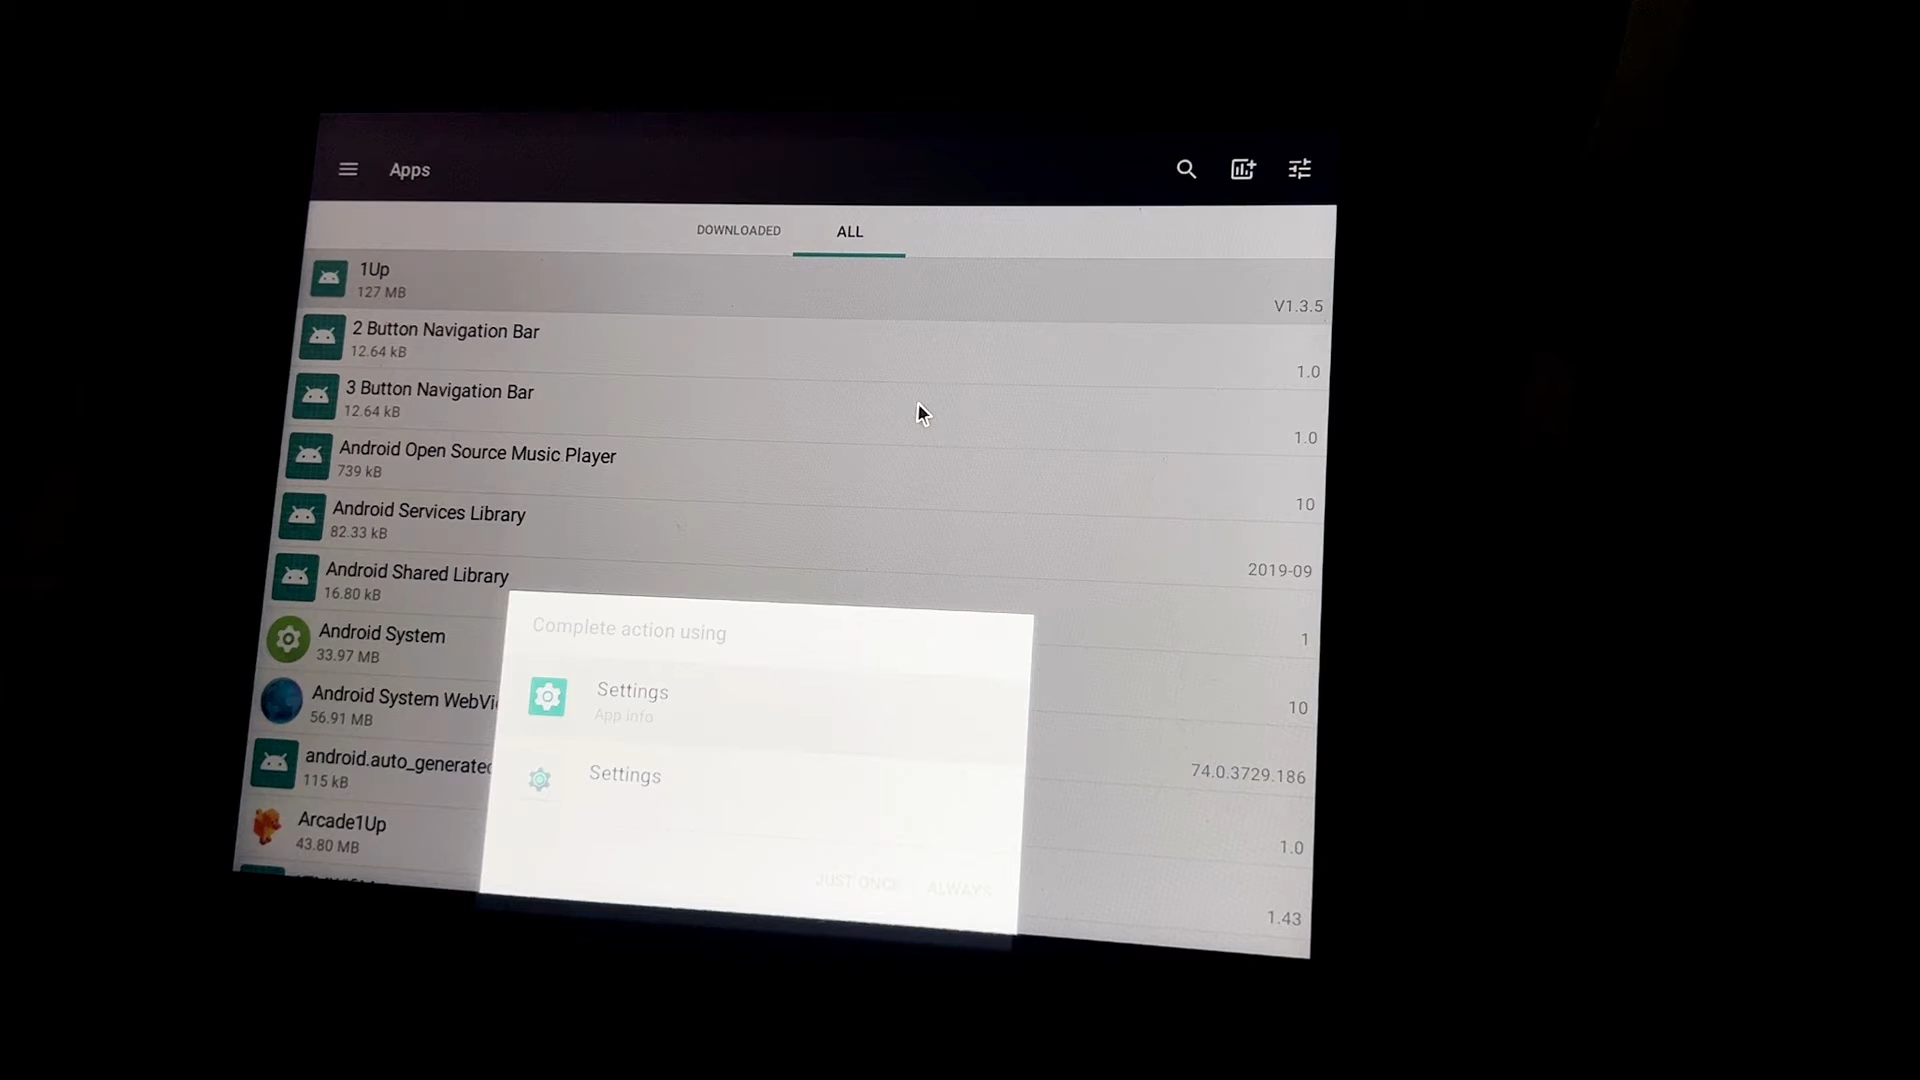 Apps
DOWNLOADED
ALL
1Up
127 MB
V1.3.5
2 Button Navigation Bar
12.64 kB
1.0
3 Button Navigation Bar
12.64 kB
1.0
Android Open Source Music Player
739 kB
10
Android Services Library
82.33 kB
2019-09
Android Shared Library
16.80 kB
1
Android System
33.97 MB
10
Android System WebVi
56.91 MB
74.0.3729.186
android.auto_generated
115 kB
1.0
Arcade1Up
43.80 MB
1.43
Complete action using
Settings
App info
Settings
JUST ONCE
ALWAYS